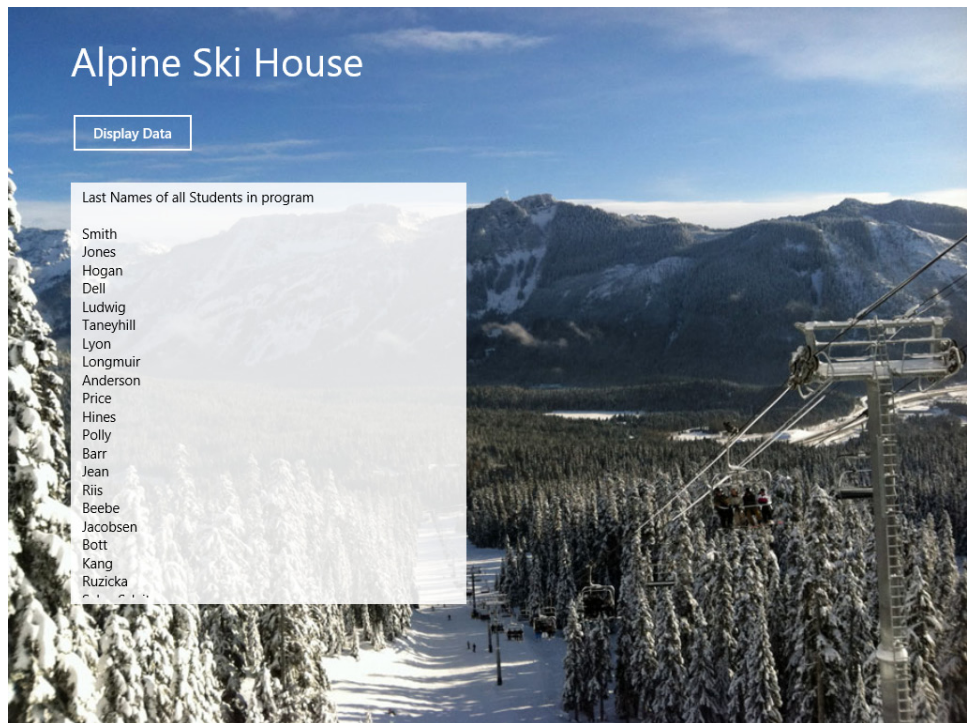 Alpine Ski House
Display Data
Last Names of all Students in program
Smith
Jones
Hogan
Dell
Ludwig
Taneyhill
Lyon
Longmuir
Anderson
Price
Hines
Polly
Barr
Jean
Riis
Beebe
Jacobsen
Bott
Kang
Ruzicka